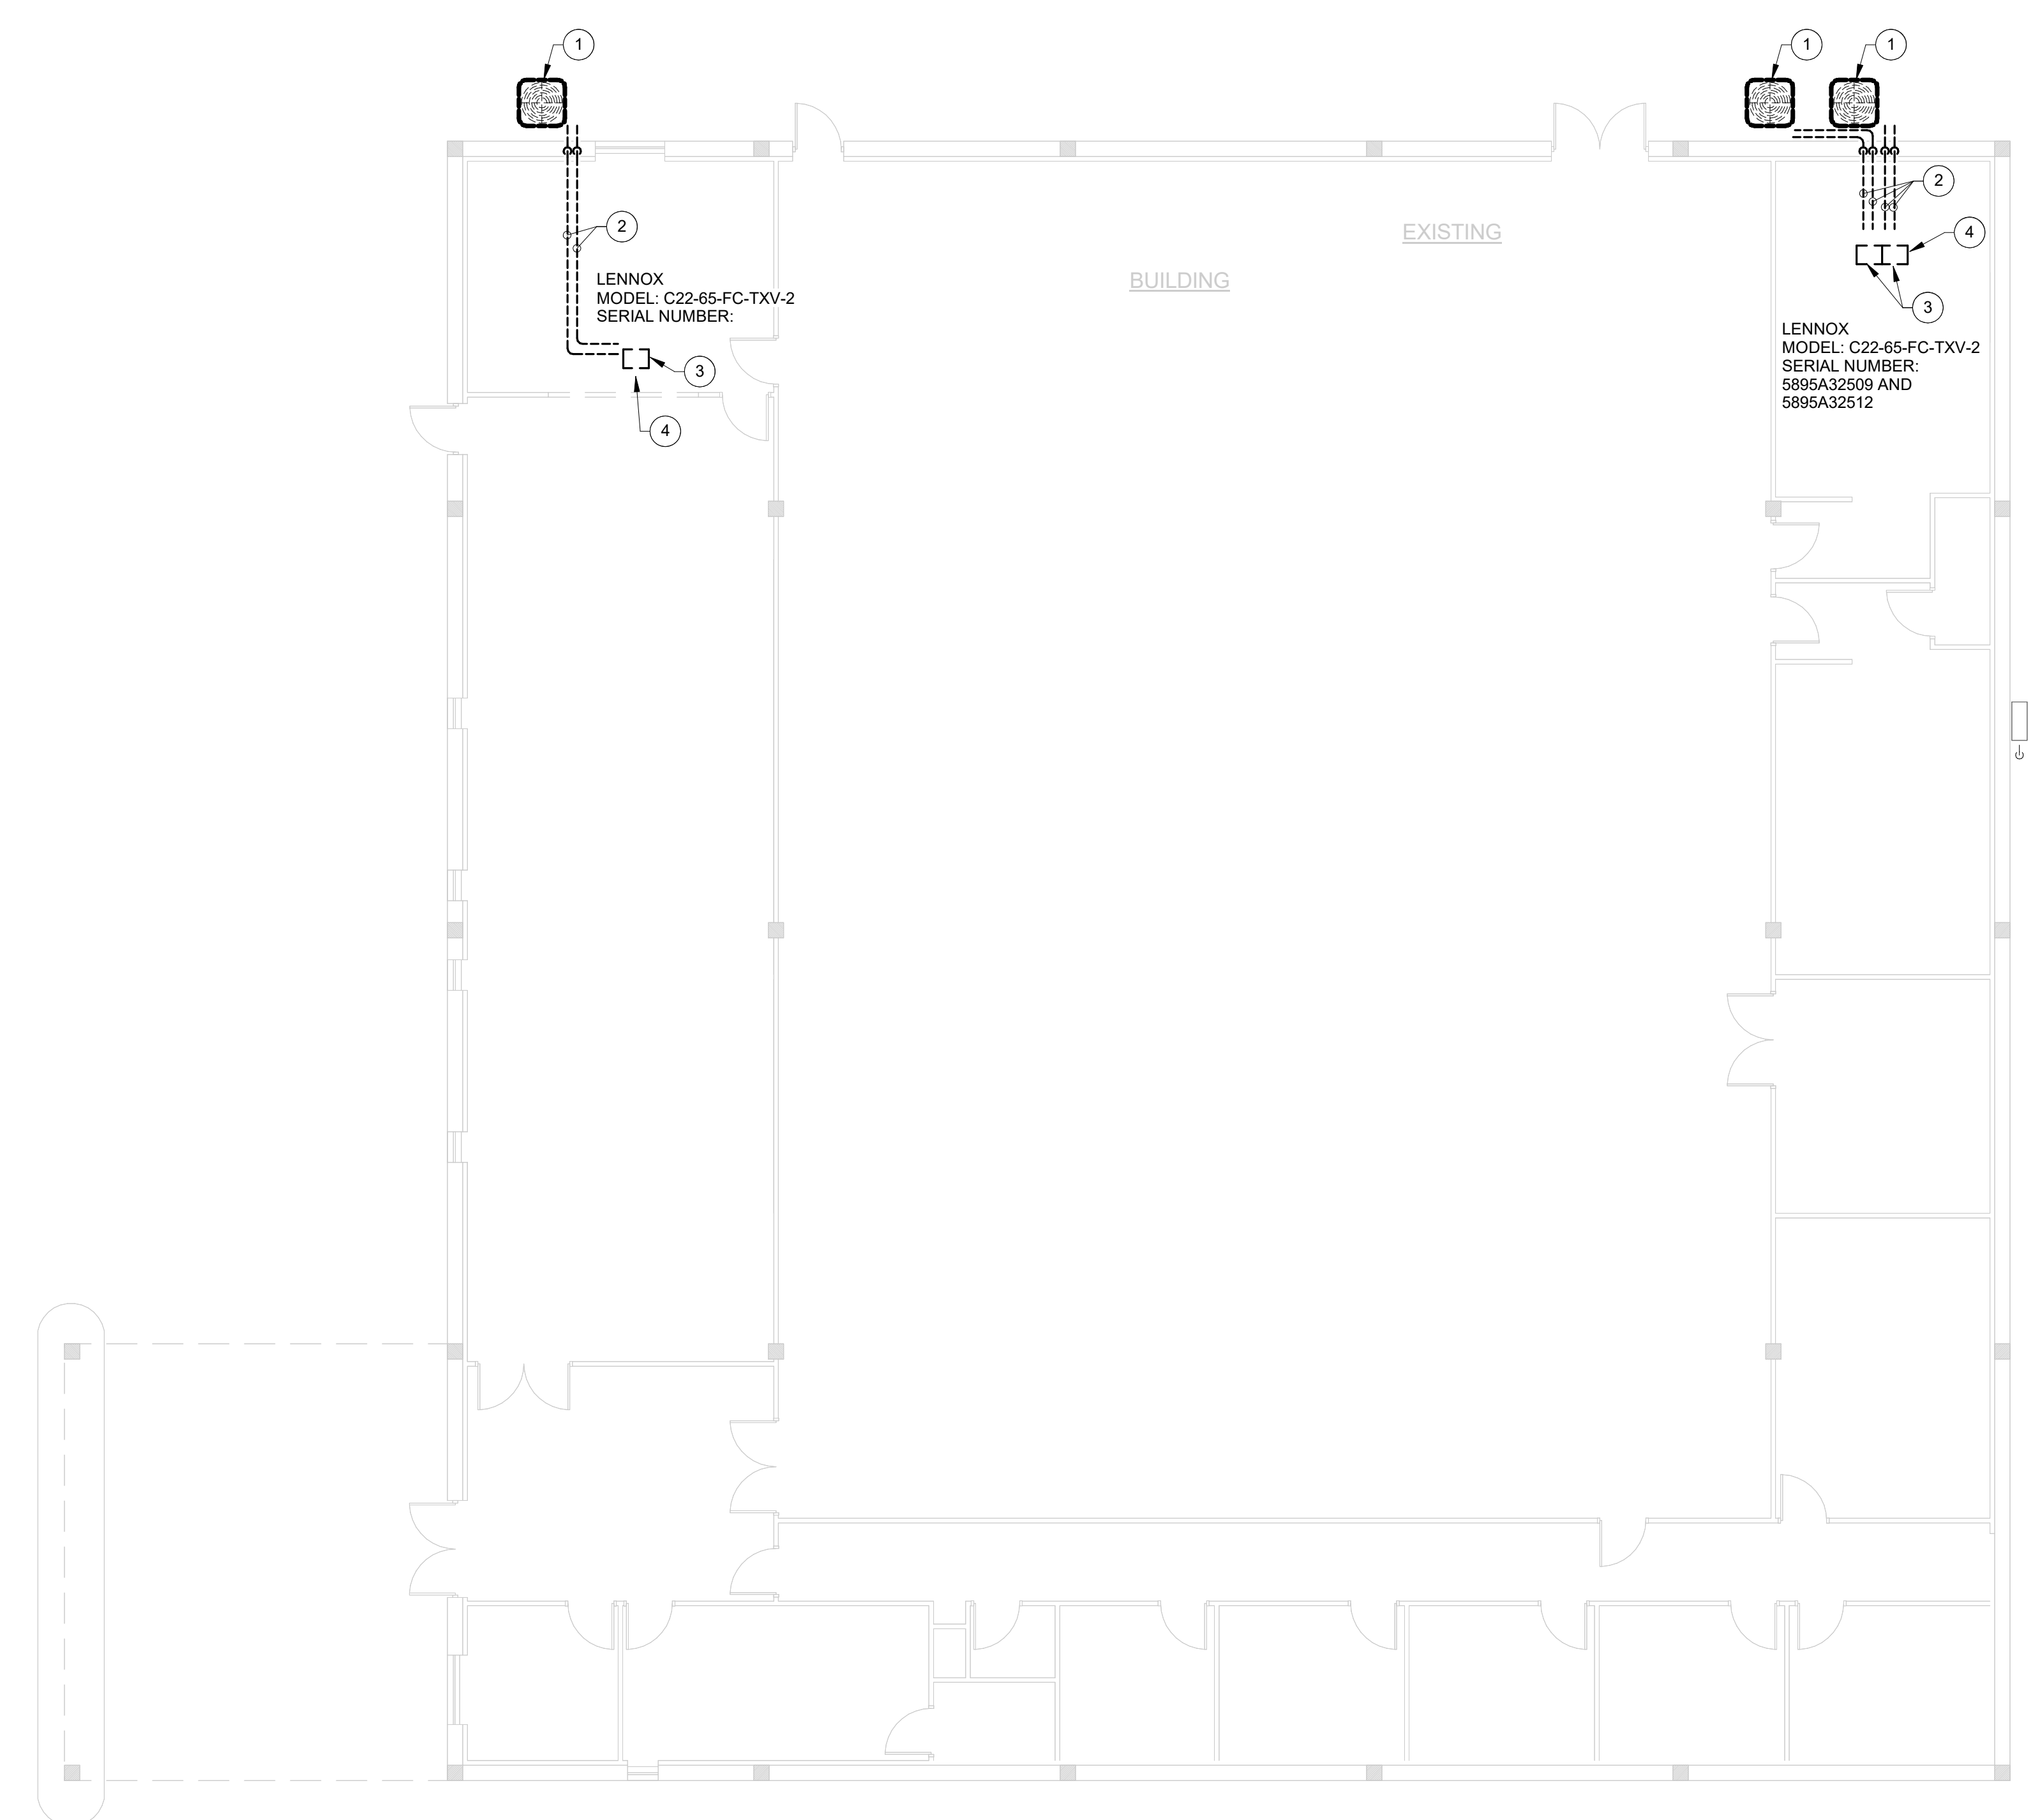 1
1
1
2
2
EXISTING
4
BUILDING
LENNOX
MODEL: C22-65-FC-TXV-2
SERIAL NUMBER:
3
LENNOX
MODEL: C22-65-FC-TXV-2
SERIAL NUMBER:
5895A32509 AND
5895A32512
3
4